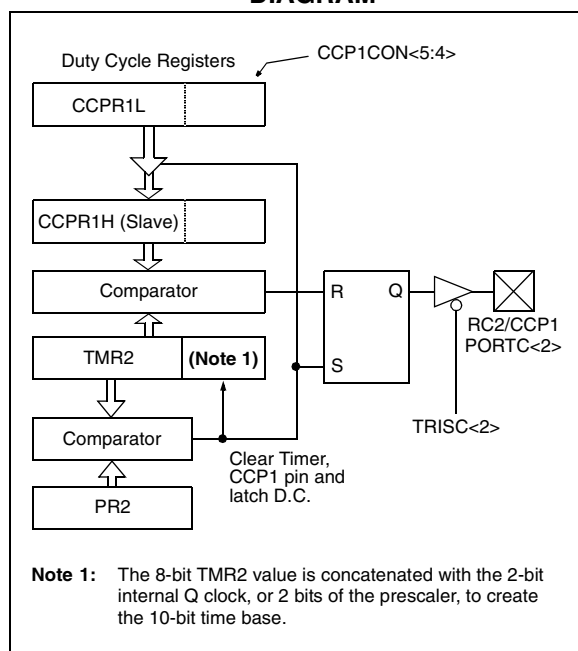 DIAGRAM
Duty Cycle Registers
CCP1CON<5:4>
CCPR1L
CCPR1H (Slave)
Comparator
R
Q
RC2/CCP1
PORTC<2>
TMR2
(Note 1)
S
TRISC<2>
Comparator
Clear Timer,
CCP1 pin and
latch D.C.
PR2
Note 1: The 8-bit TMR2 value is concatenated with the 2-bit
internal Q clock, or 2 bits of the prescaler, to create
the 10-bit time base.